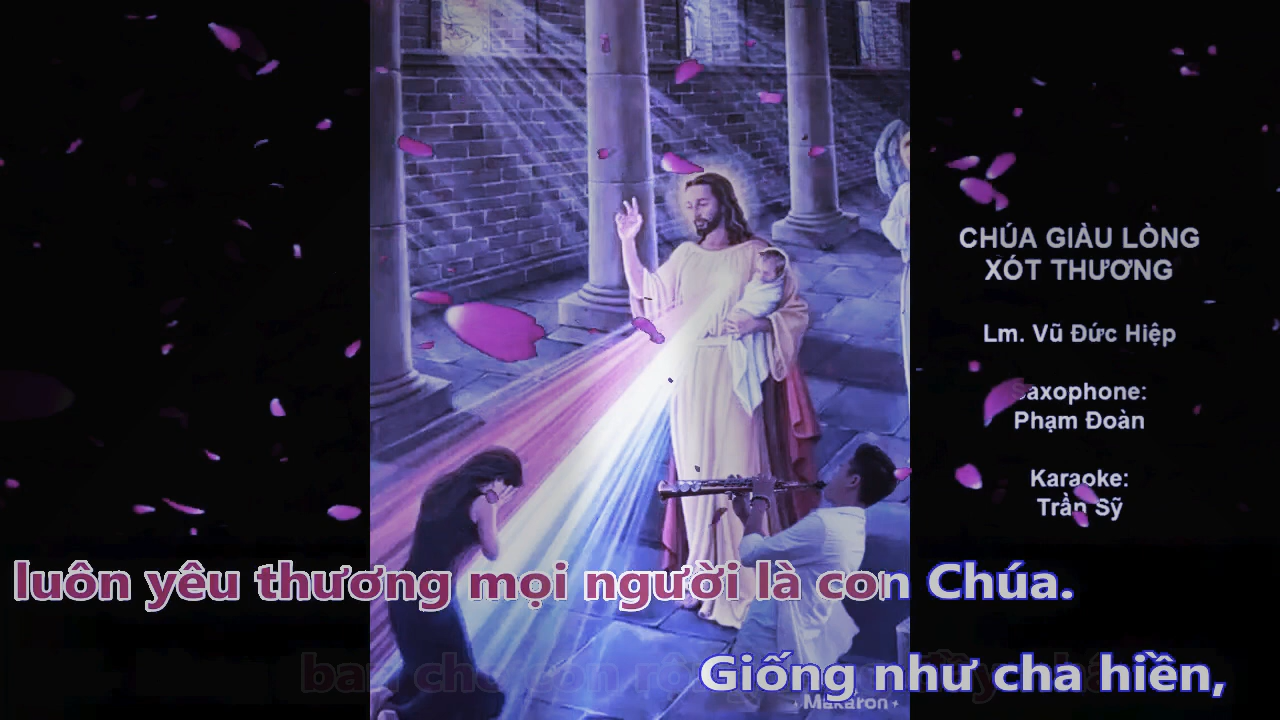 CHÚA GIÀU LÒNG
XÓT THƯƠNG
Lm. Vũ Đức Hiệp
Saxophone:
Phạm Đoàn
Karaoke:
Trần Sỹ
luôn yêu thương mọi người là con Chúa.
Giống như cha hiền,
Makaron